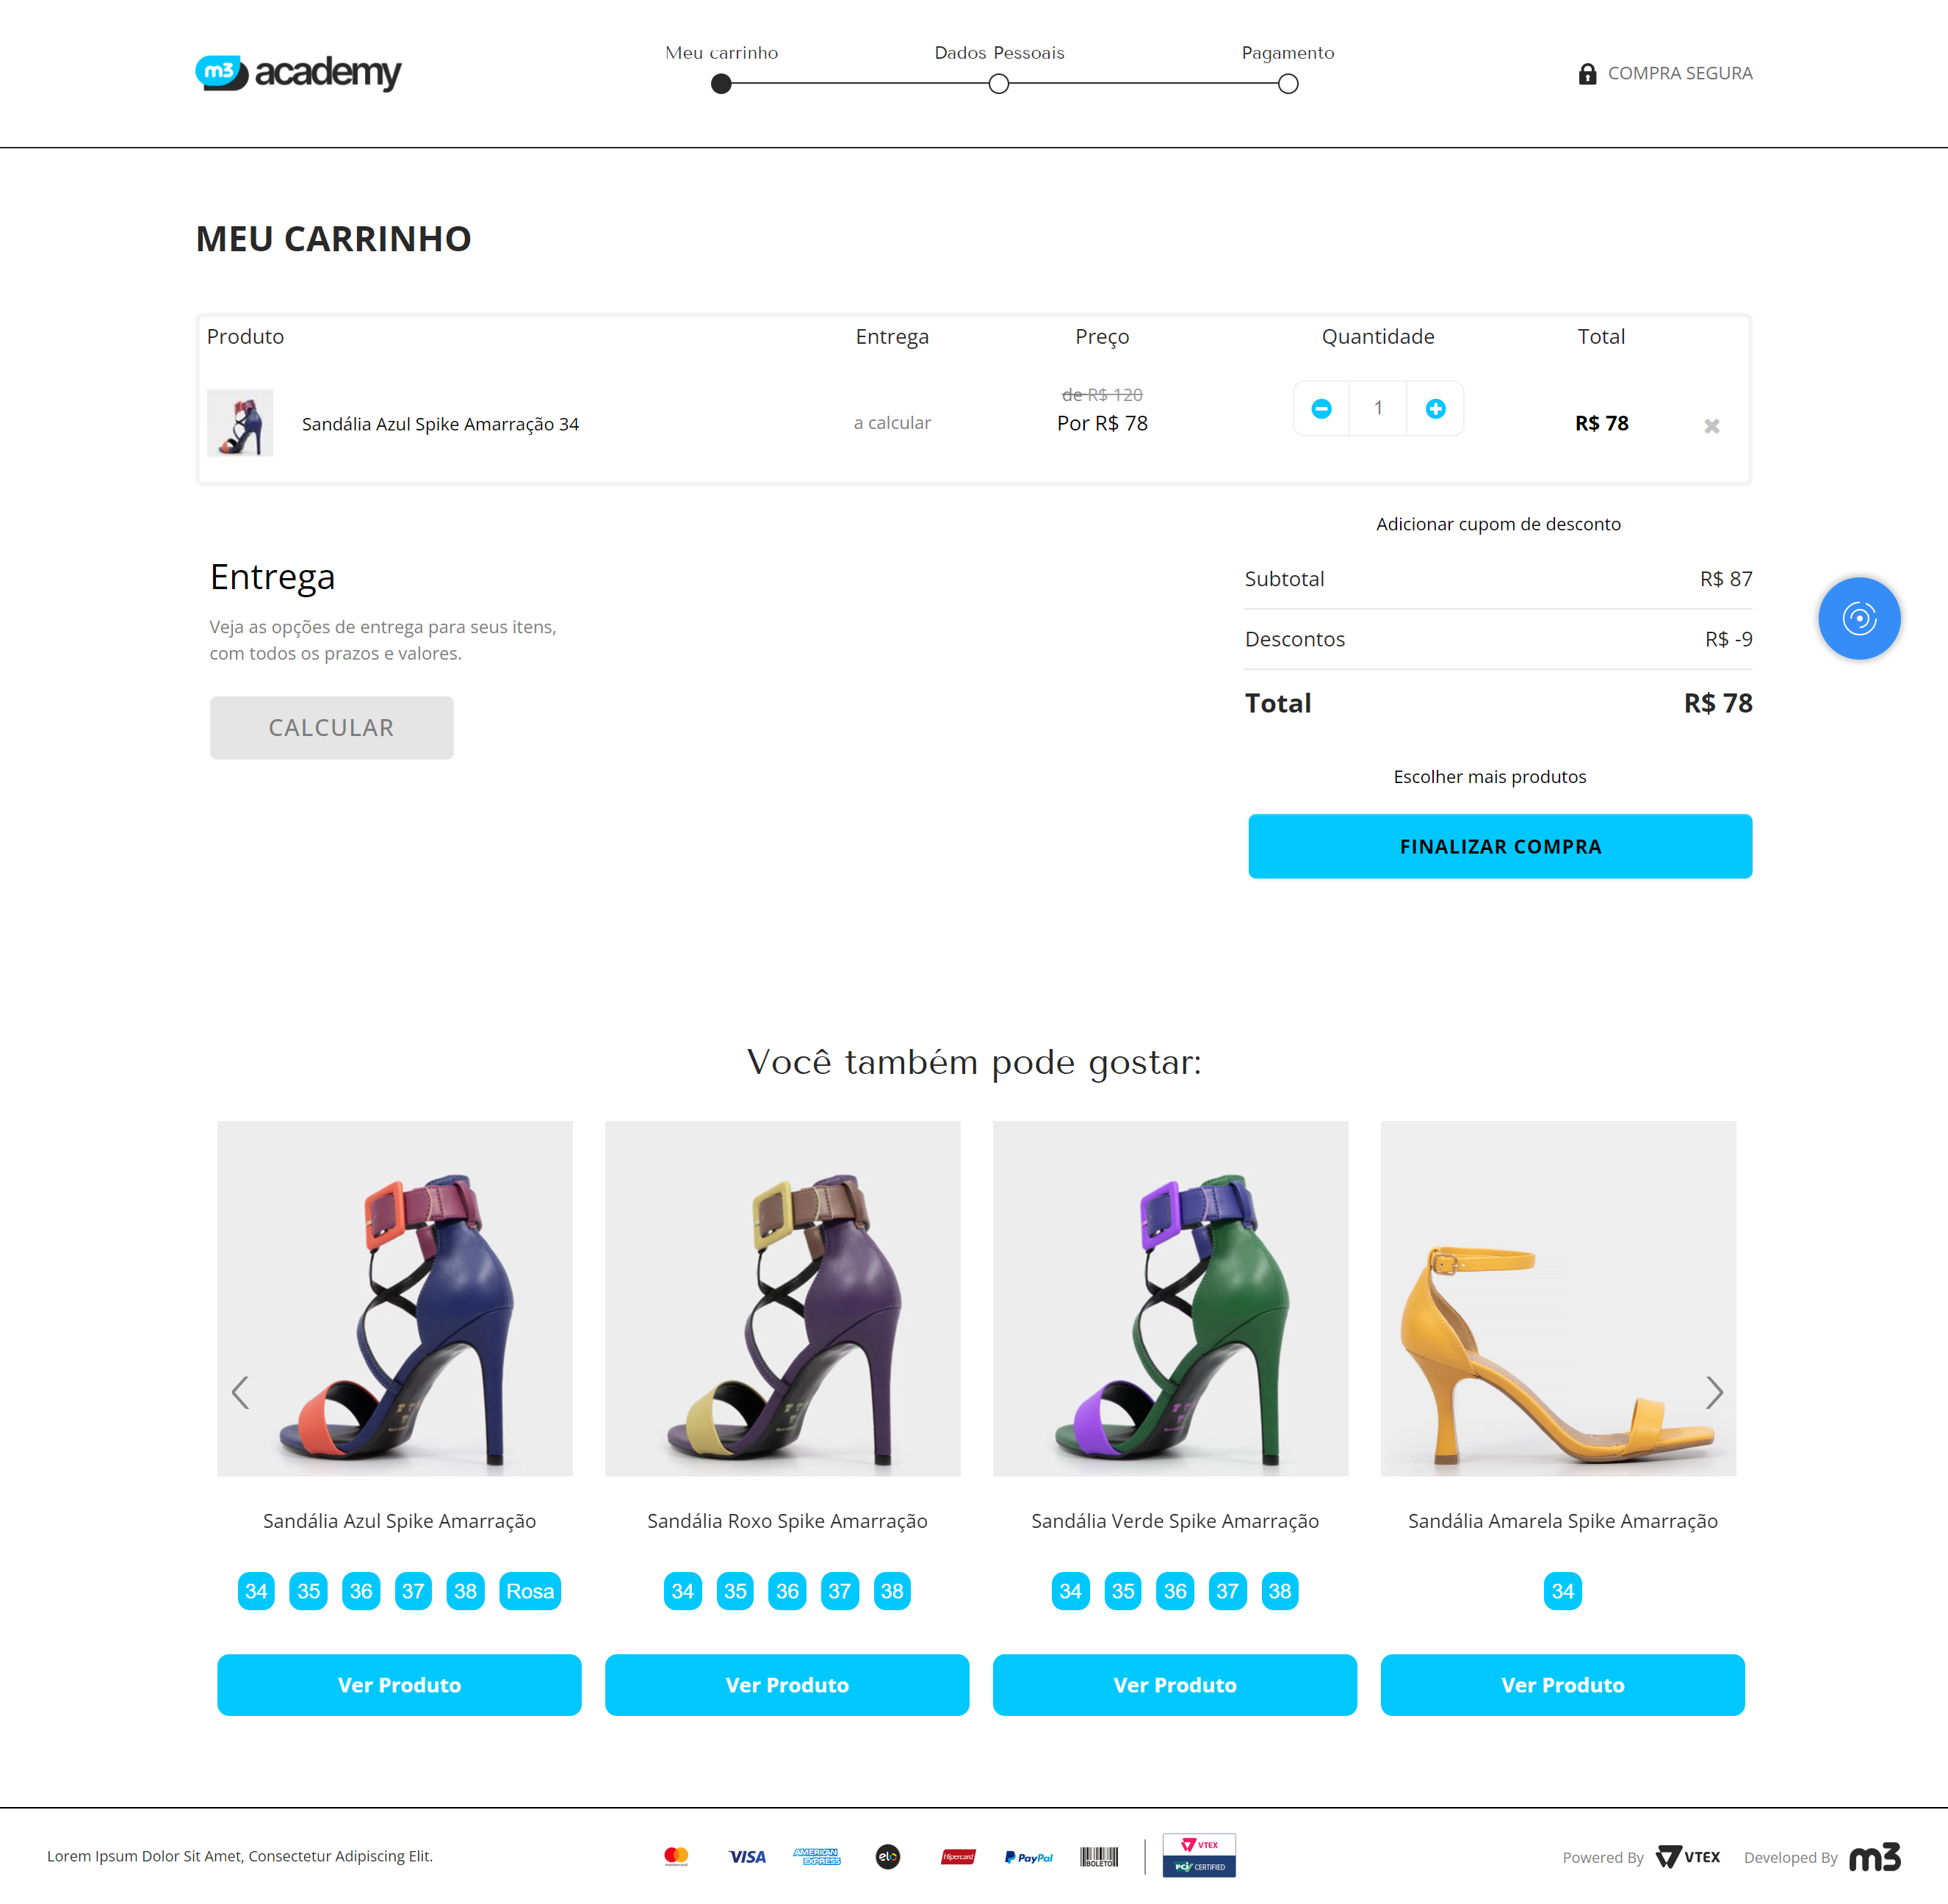 m3 academy
Meu carrinho
Dados Pessoais
Pagamento
COMPRA SEGURA
MEU CARRINHO
Produto Entrega Preço Quantidade Total
Sandália Azul Spike Amarração 34
a calcular
de R$ 120
Por R$ 78
1
R$ 78
Adicionar cupom de desconto
Entrega
Veja as opções de entrega para seus itens,
com todos os prazos e valores.
CALCULAR
Subtotal R$ 87
Descontos R$ -9
Total R$ 78
Escolher mais produtos
FINALIZAR COMPRA
Você também pode gostar:
Sandália Azul Spike Amarração
34 35 36 37 38 Rosa
Ver Produto
Sandália Roxo Spike Amarração
34 35 36 37 38
Ver Produto
Sandália Verde Spike Amarração
34 35 36 37 38
Ver Produto
Sandália Amarela Spike Amarração
34
Ver Produto
Lorem Ipsum Dolor Sit Amet, Consectetur Adipiscing Elit.
mastercard
VISA
AMERICAN EXPRESS
elo
Hipercard
PayPal
BOLETO
VTEX
PCI CERTIFIED
Powered By VTEX
Developed By m3